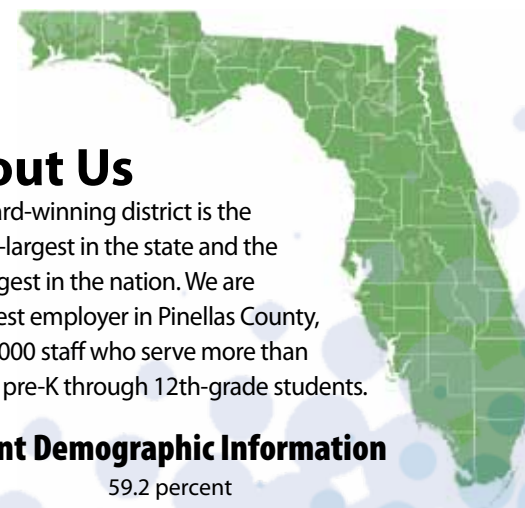 out Us
rd-winning district is the
-largest in the state and the
gest in the nation. We are
est employer in Pinellas County,
000 staff who serve more than
pre-K through 12th-grade students.
nt Demographic Information
59.2 percent